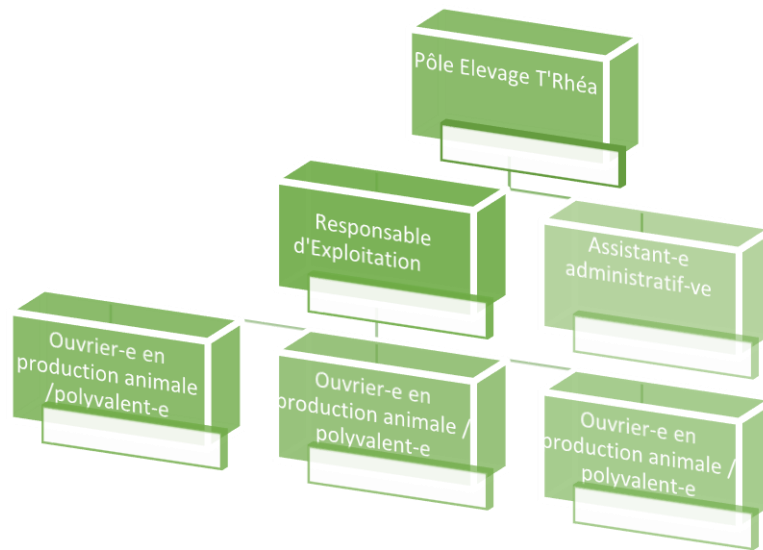 Pôle Elevage T'Rhéa
Responsable
d'Exploitation
Assistant-e
administratif-ve
Ouvrier-e en
production animale
/polyvalent-e
Ouvrier-e en
production animale /
polyvalent-e
Ouvrier-e en
production animale /
polyvalent-e